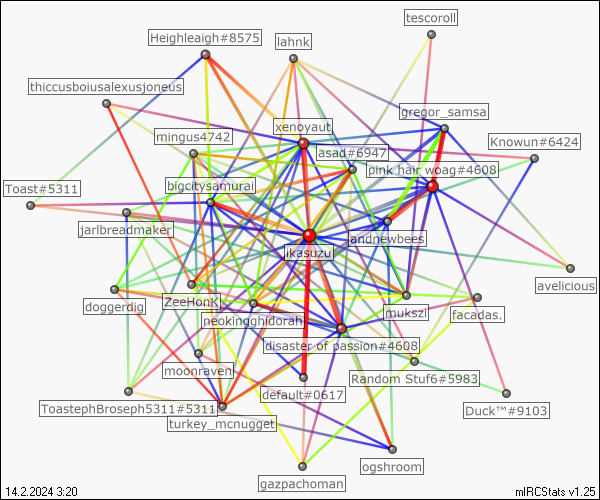 tescoroll
Heighleaigh#8575
lahnk
thiccusboiusalexusjoneus
gregor_samsa
xenoyaut
mingus4742
Knowun#6424
asad#6947
pink hair woag#4608
Toast#5311
bigcitysamurai
jarlbreadmaker
andnewbees
jikasuzu
avelicious
doggerdig
ZeeHonK
mukszi
facadas.
neokingghidorah
disaster of passion#4608
moonraven
Random Stuf6#5983
default#0617
ToastephBroseph5311#5311
Duck™#9103
turkey_mcnugget
ogshroom
gazpachoman
14.2.2024 3:20
mIRCStats v1.25